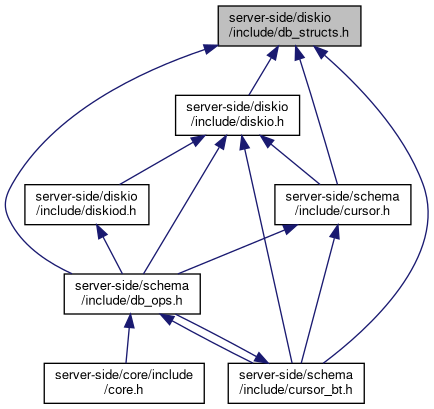 server-side/diskio
/include/db_structs.h
server-side/diskio
/include/diskio.h
server-side/diskio
/include/diskiod.h
server-side/schema
/include/cursor.h
server-side/schema
/include/db_ops.h
server-side/core/include
/core.h
server-side/schema
/include/cursor_bt.h